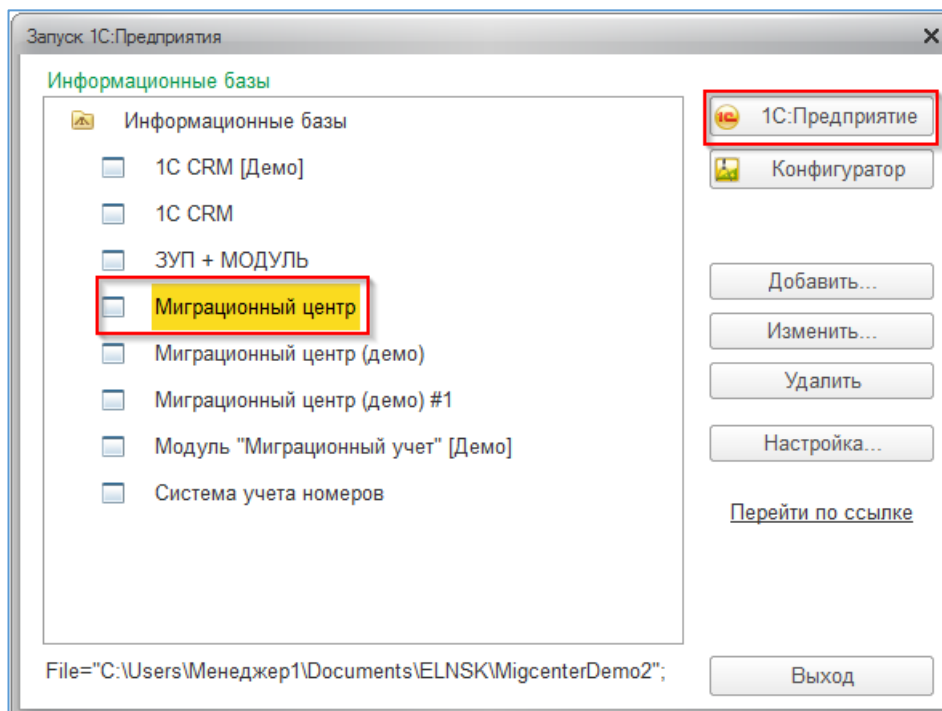 Запуск 1С:Предприятия
Информационные базы
Информационные базы
1С CRM [Демо]
1С CRM
ЗУП + МОДУЛЬ
Миграционный центр
Миграционный центр (демо)
Миграционный центр (демо) #1
Модуль "Миграционный учет" [Демо]
Система учета номеров
File="C:\Users\Менеджер1\Documents\ELNSK\MigcenterDemo2";
1С:Предприятие
Конфигуратор
Добавить...
Изменить...
Удалить
Настройка...
Перейти по ссылке
Выход